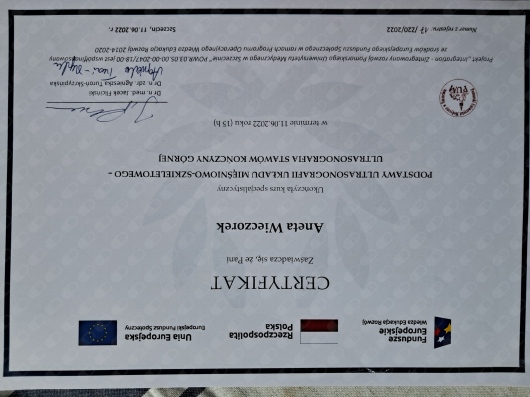 Fundusze
Europejskie
Wiedza Edukacja Rozwój
Rzeczpospolita
Polska
Unia Europejska
Europejski Fundusz Społeczny
CERTYFIKAT
Zaświadcza się, że Pani
Aneta Wieczorek
Ukończyła kurs specjalistyczny
PODSTAWY ULTRASONOGRAFII UKŁADU MIĘŚNIOWO-SZKIELETOWEGO –
ULTRASONOGRAFIA STAWÓW KOŃCZYNY GÓRNEJ
w terminie 11.06.2022 roku (15 h)
Dr n. med. Jacek Fliciński
Dr n. zdr. Agnieszka Turoń-Skrzypińska
Projekt „Integration - Zintegrowany rozwój Pomorskiego Uniwersytetu Medycznego w Szczecinie” POWR.03.05.00-00-Z047/18-00 jest współfinansowany
ze środków Europejskiego Funduszu Społecznego w ramach Programu Operacyjnego Wiedza Edukacja Rozwój 2014-2020
Numer z rejestru: 17 /ZZO/2022
Szczecin, 11.06.2022 r.